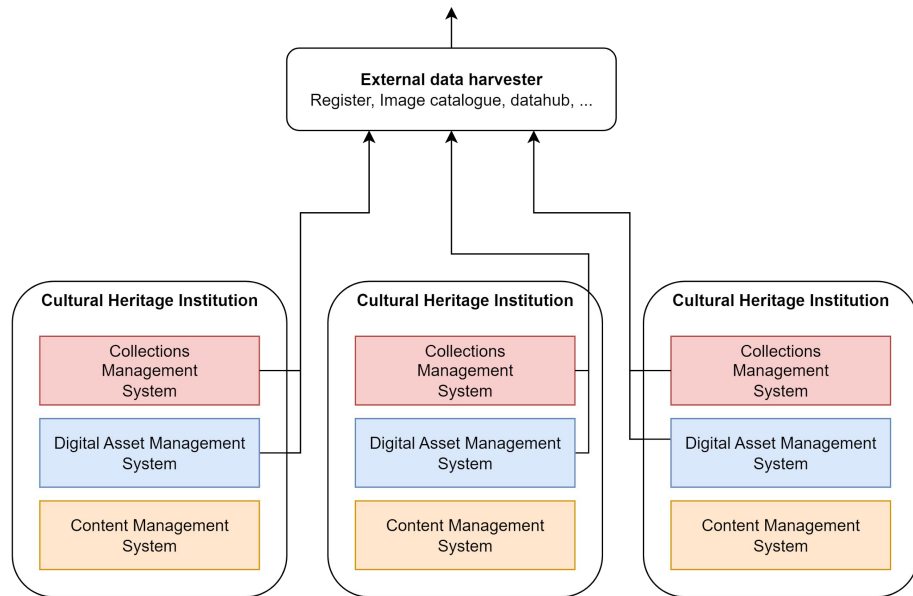 External data harvester
Register, Image catalogue, datahub, ...
Cultural Heritage Institution
Collections
Management
System
Digital Asset Management
System
Content Management
System
Cultural Heritage Institution
Collections
Management
System
Digital Asset Management
System
Content Management
System
Cultural Heritage Institution
Collections
Management
System
Digital Asset Management
System
Content Management
System